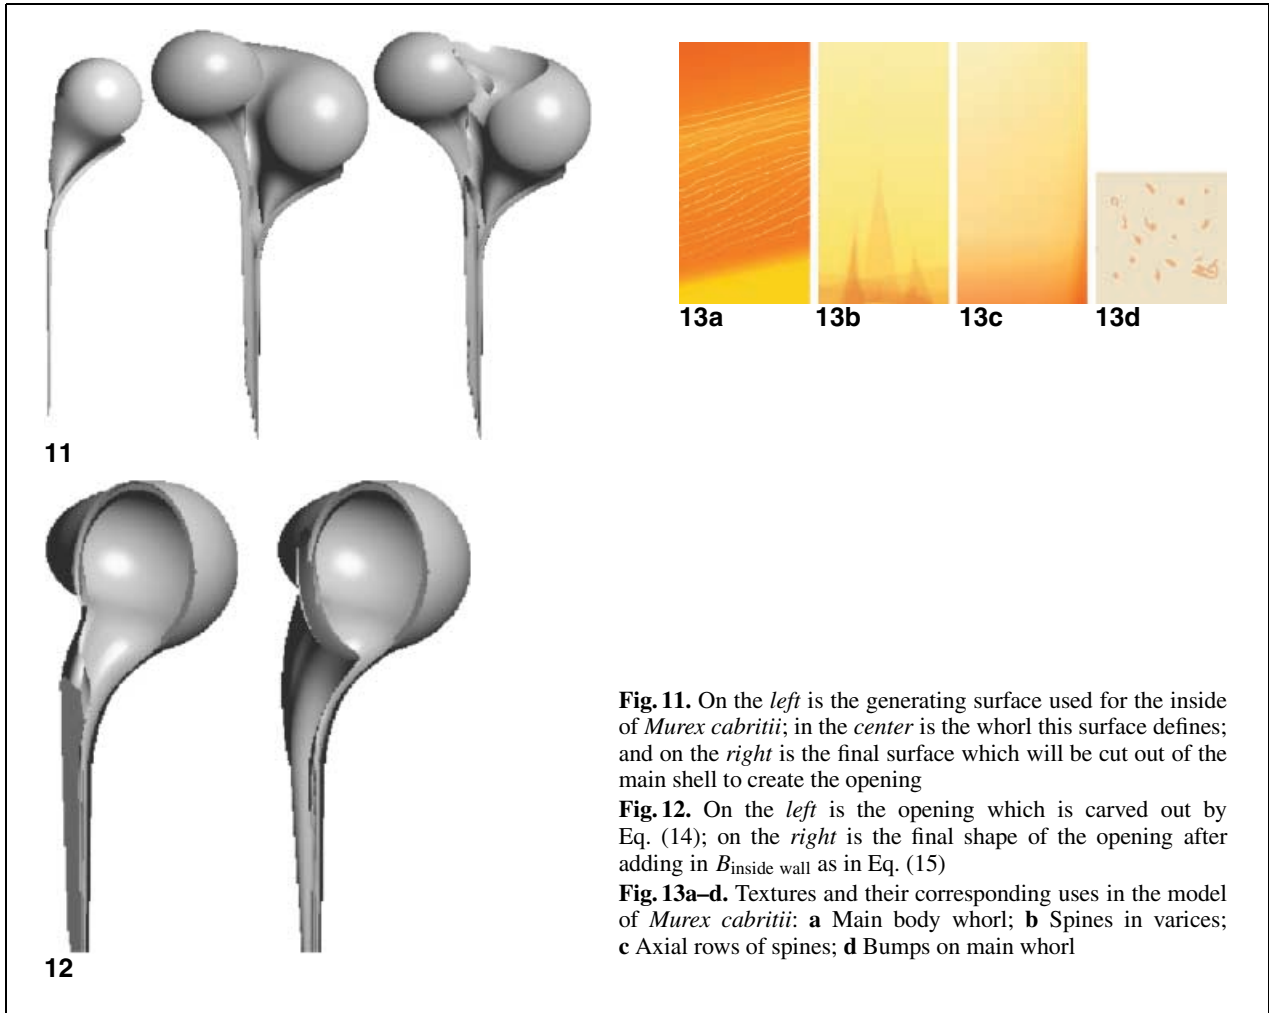 11
13a 13b 13c 13d
12
Fig. 11. On the left is the generating surface used for the inside
of Murex cabritii; in the center is the whorl this surface defines;
and on the right is the final surface which will be cut out of the
main shell to create the opening
Fig. 12. On the left is the opening which is carved out by
Eq. (14); on the right is the final shape of the opening after
adding in Binside wall as in Eq. (15)
Fig. 13a–d. Textures and their corresponding uses in the model
of Murex cabritii: a Main body whorl; b Spines in varices;
c Axial rows of spines; d Bumps on main whorl